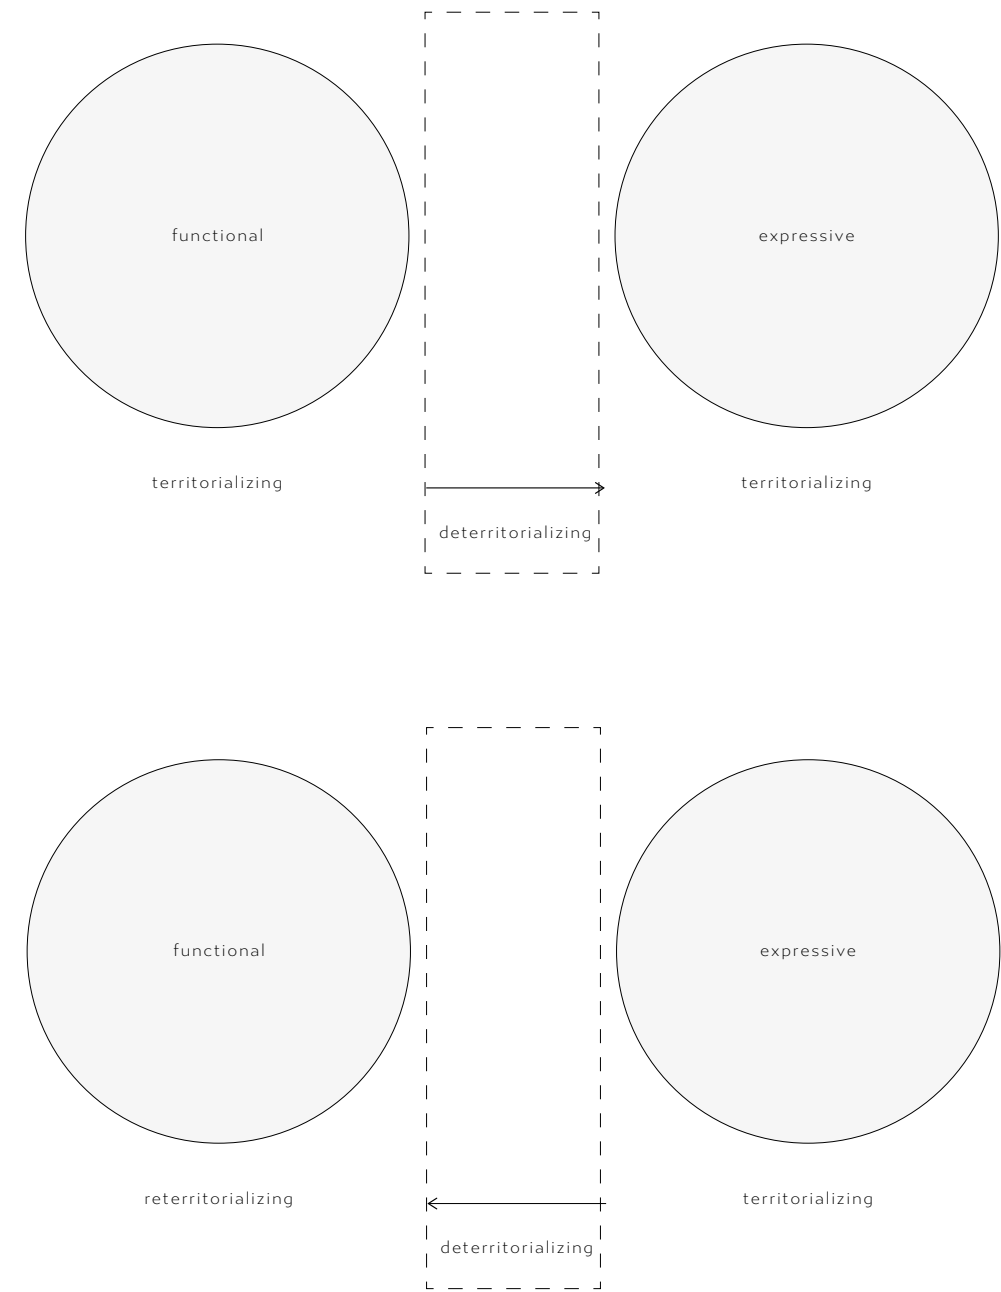 functional
expressive
territorializing
territorializing
deterritorializing
functional
expressive
reterritorializing
territorializing
deterritorializing